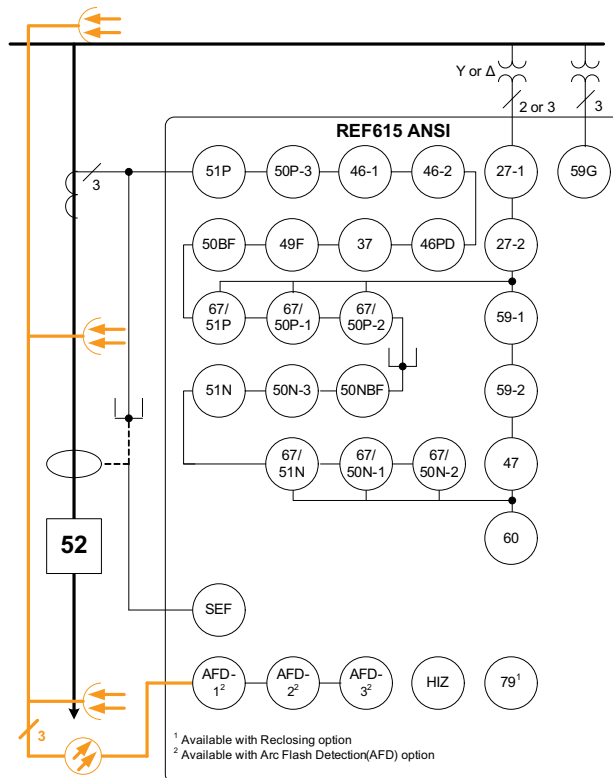 Y or Δ
2 or 3
3
REF615 ANSI
3
51P
50P-3
46-1
46-2
27-1
59G
50BF
49F
37
46PD
27-2
67/
51P
67/
50P-1
67/
50P-2
59-1
51N
50N-3
50NBF
59-2
67/
51N
67/
50N-1
67/
50N-2
47
60
52
SEF
AFD-
1²
AFD-
2²
AFD-
3²
HIZ
79¹
3
¹ Available with Reclosing option
² Available with Arc Flash Detection(AFD) option